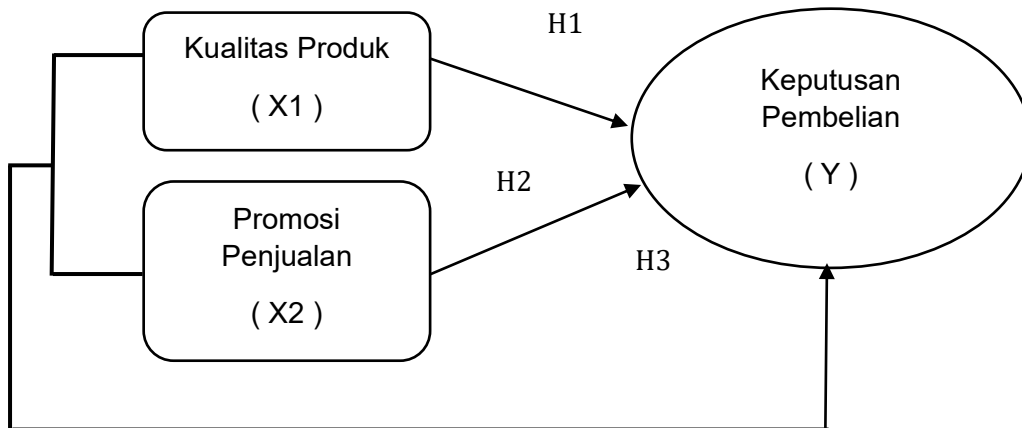 Kualitas Produk
( X1 )
H1
Keputusan
Pembelian
( Y )
H2
Promosi
Penjualan
( X2 )
H3